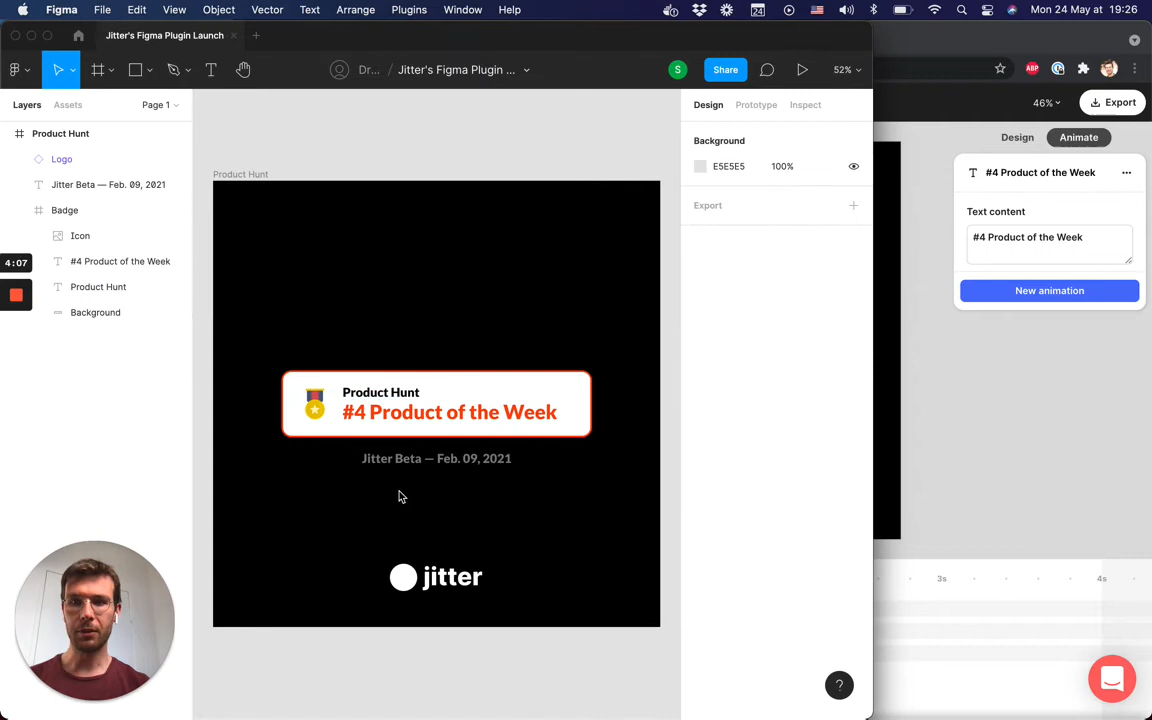 Figma File Edit View Object Vector Text Arrange Plugins Window Help
24 Mon 24 May at 19:26
Jitter's Figma Plugin Launch
Dr... / Jitter's Figma Plugin ...
S
Share
52%
ABP
46%
Export
Layers Assets Page 1
Design Prototype Inspect
Design Animate
Product Hunt
Logo
Jitter Beta — Feb. 09, 2021
Badge
Icon
#4 Product of the Week
Product Hunt
Background
4:07
Product Hunt
Product Hunt
#4 Product of the Week
Jitter Beta — Feb. 09, 2021
jitter
Background
E5E5E5 100%
Export
#4 Product of the Week
Text content
#4 Product of the Week
New animation
3s 4s
?